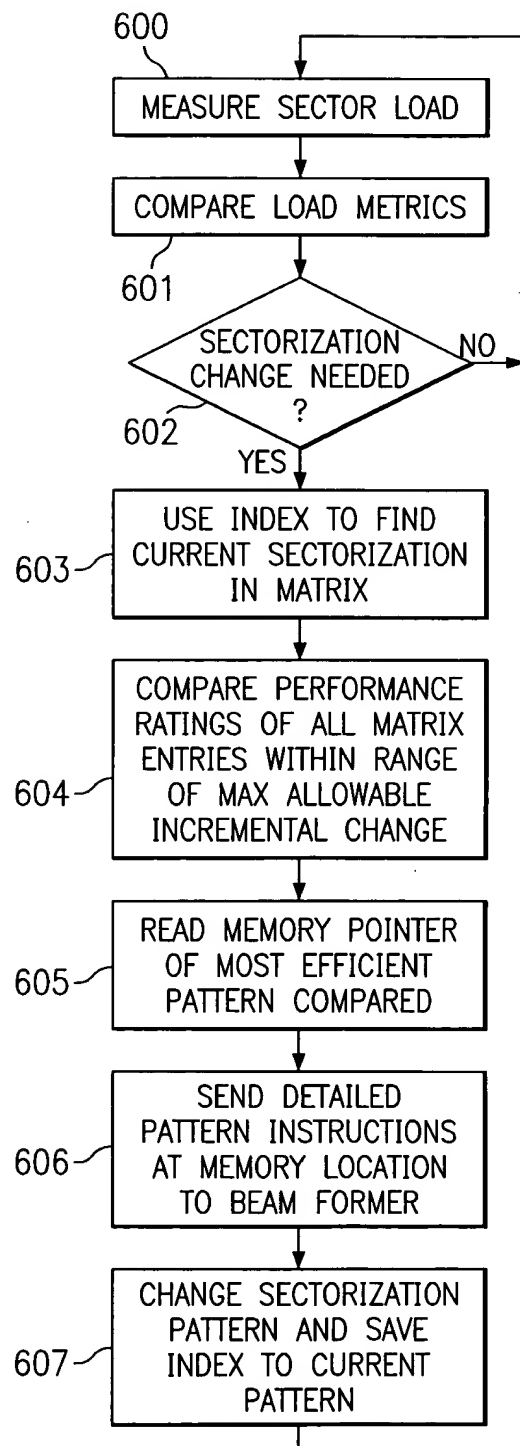 600
MEASURE SECTOR LOAD
COMPARE LOAD METRICS
601
SECTORIZATION
CHANGE NEEDED
?
NO
602
YES
USE INDEX TO FIND
CURRENT SECTORIZATION
IN MATRIX
603
COMPARE PERFORMANCE
RATINGS OF ALL MATRIX
ENTRIES WITHIN RANGE
OF MAX ALLOWABLE
INCREMENTAL CHANGE
604
READ MEMORY POINTER
OF MOST EFFICIENT
PATTERN COMPARED
605
SEND DETAILED
PATTERN INSTRUCTIONS
AT MEMORY LOCATION
TO BEAM FORMER
606
CHANGE SECTORIZATION
PATTERN AND SAVE
INDEX TO CURRENT
PATTERN
607